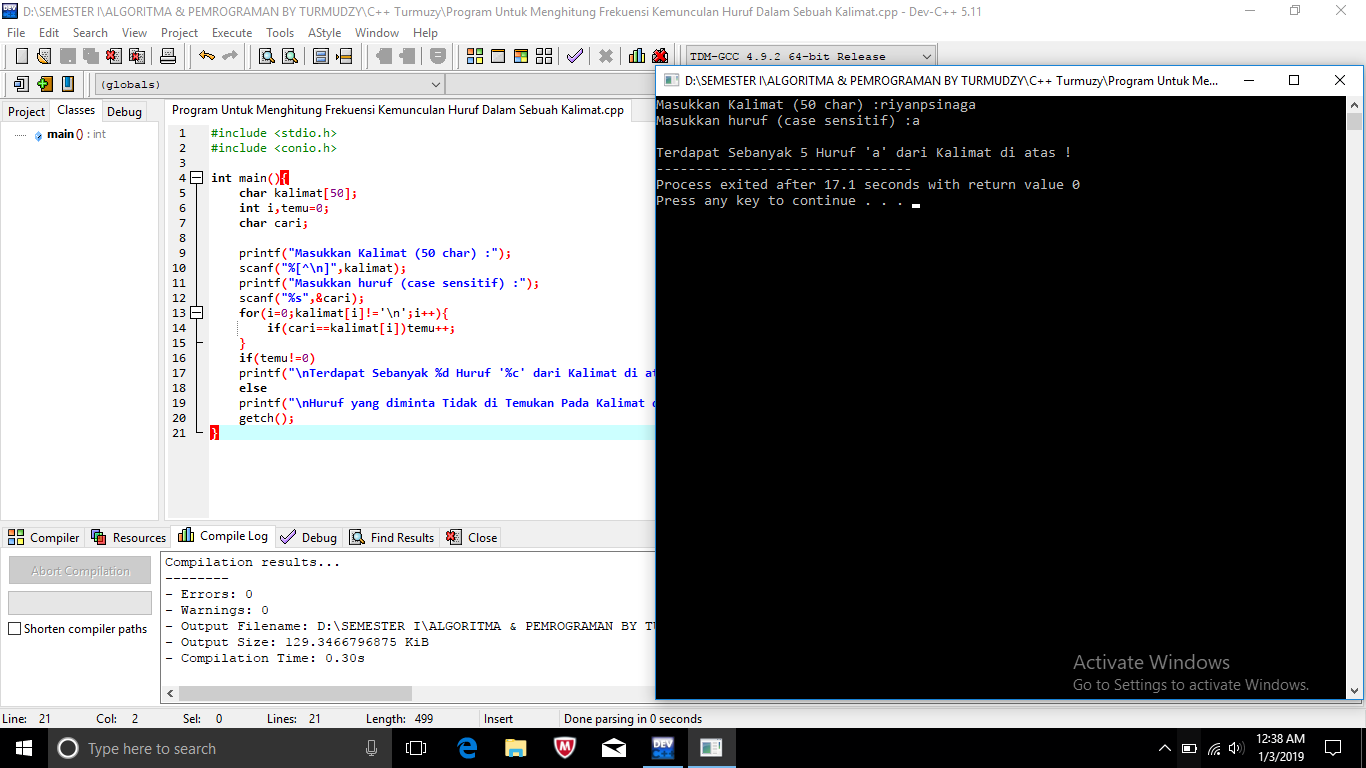 D:\SEMESTER I\ALGORITMA & PEMROGRAMAN BY TURMUDZY\C++ Turmuzy\Program Untuk Menghitung Frekuensi Kemunculan Huruf Dalam Sebuah Kalimat.cpp - Dev-C++ 5.11
File Edit Search View Project Execute Tools AStyle Window Help
TDM-GCC 4.9.2 64-bit Release
(globals)
Project Classes Debug
main () : int
Program Untuk Menghitung Frekuensi Kemunculan Huruf Dalam Sebuah Kalimat.cpp
1 #include <stdio.h>
2 #include <conio.h>
3
4 int main(){
5 char kalimat[50];
6 int i,temu=0;
7 char cari;
8
9 printf("Masukkan Kalimat (50 char) :");
10 scanf("%[^\n]",kalimat);
11 printf("Masukkan huruf (case sensitif) :");
12 scanf("%s",&cari);
13 for(i=0;kalimat[i]!='\n';i++){
14 if(cari==kalimat[i])temu++;
15 }
16 if(temu!=0)
17 printf("\nTerdapat Sebanyak %d Huruf '%c' dari Kalimat di at
18 else
19 printf("\nHuruf yang diminta Tidak di Temukan Pada Kalimat
20 getch();
21 }
D:\SEMESTER I\ALGORITMA & PEMROGRAMAN BY TURMUDZY\C++ Turmuzy\Program Untuk Me...
Masukkan Kalimat (50 char) :riyanpsinaga
Masukkan huruf (case sensitif) :a
Terdapat Sebanyak 5 Huruf 'a' dari Kalimat di atas !
--------------------------------
Process exited after 17.1 seconds with return value 0
Press any key to continue . . .
Activate Windows
Go to Settings to activate Windows.
Compiler Resources Compile Log Debug Find Results Close
Abort Compilation
Shorten compiler paths
Compilation results...
--------
- Errors: 0
- Warnings: 0
- Output Filename: D:\SEMESTER I\ALGORITMA & PEMROGRAMAN BY TU
- Output Size: 129.3466796875 KiB
- Compilation Time: 0.30s
Line: 21 Col: 2 Sel: 0 Lines: 21 Length: 499 Insert Done parsing in 0 seconds
Type here to search
DEV
12:38 AM
1/3/2019